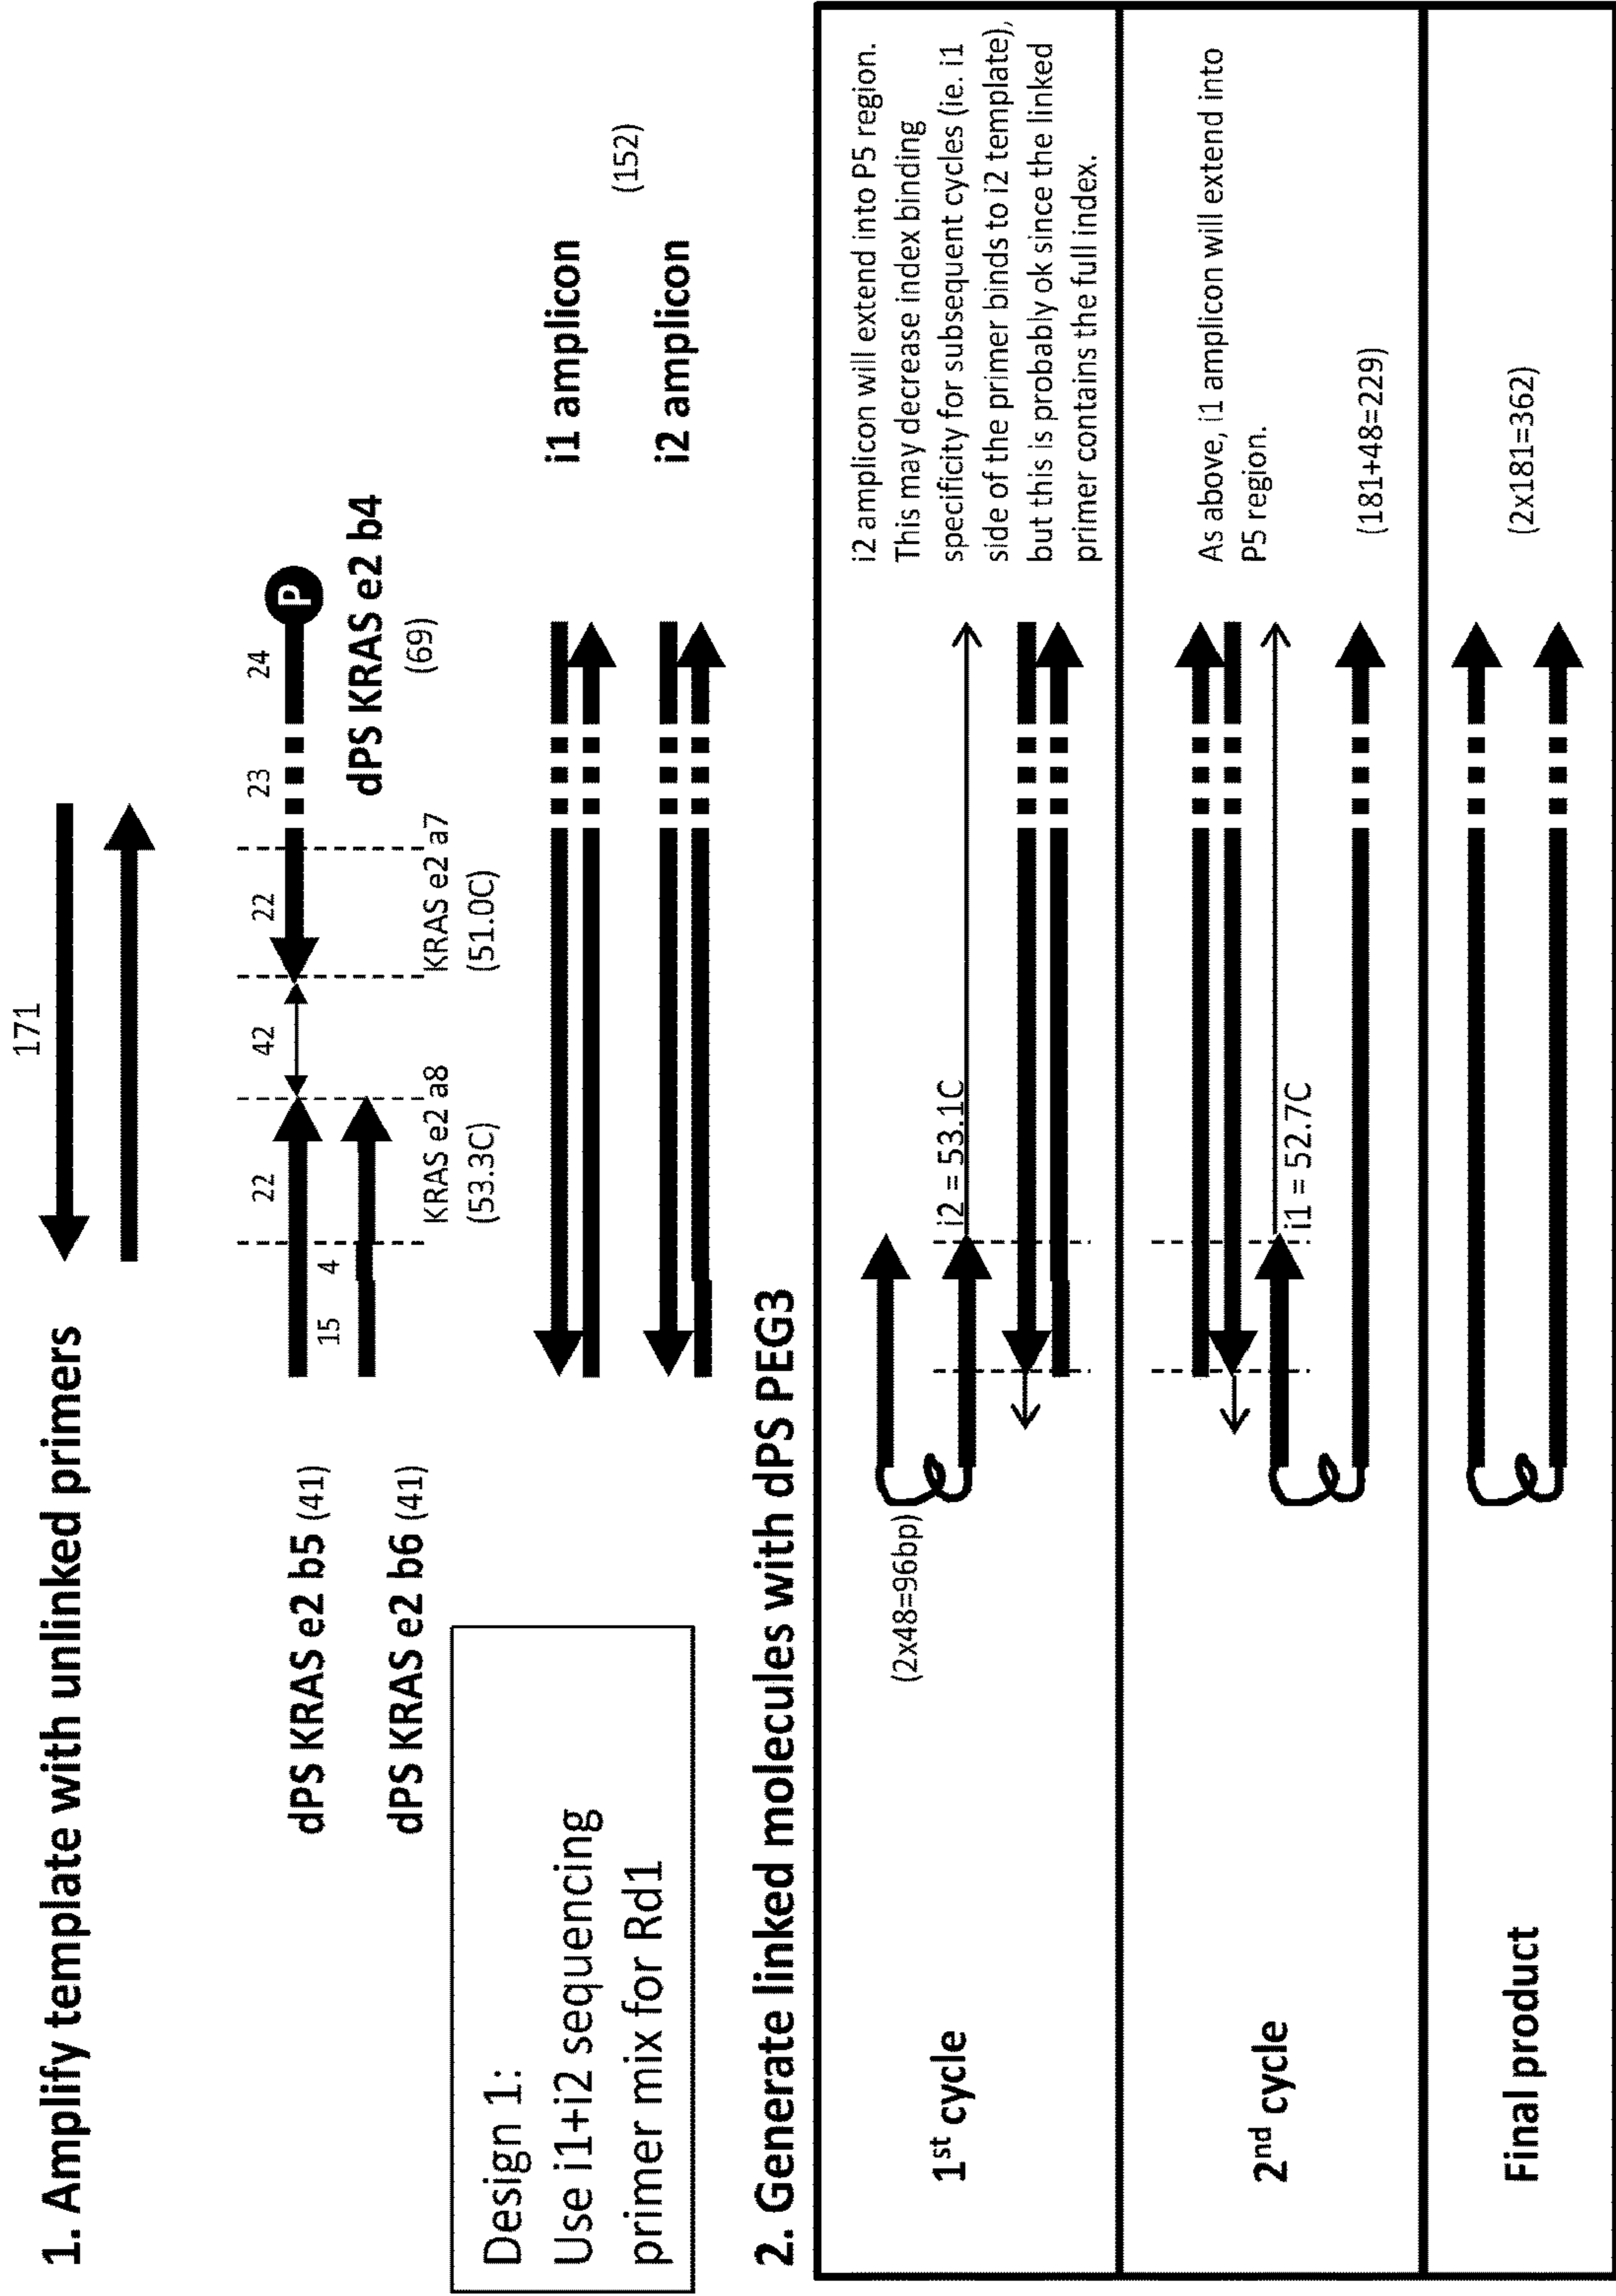 1. Amplify template with unlinked primers
171
dPS KRAS e2 b5 (41)
dPS KRAS e2 b6 (41)
22
42
22
23
24
P
15
4
KRAS e2 a8
(53.3C)
KRAS e2 a7
(51.0C)
dPS KRAS e2 b4
(69)
Design 1:
Use i1+i2 sequencing
primer mix for Rd1
i1 amplicon
(152)
i2 amplicon
2. Generate linked molecules with dPS PEG3
1st cycle
(2x48=96bp)
i2 = 53.1C
i2 amplicon will extend into P5 region.
This may decrease index binding
specificity for subsequent cycles (ie. i1
side of the primer binds to i2 template),
but this is probably ok since the linked
primer contains the full index.
2nd cycle
i1 = 52.7C
As above, i1 amplicon will extend into
P5 region.
(181+48=229)
Final product
(2x181=362)